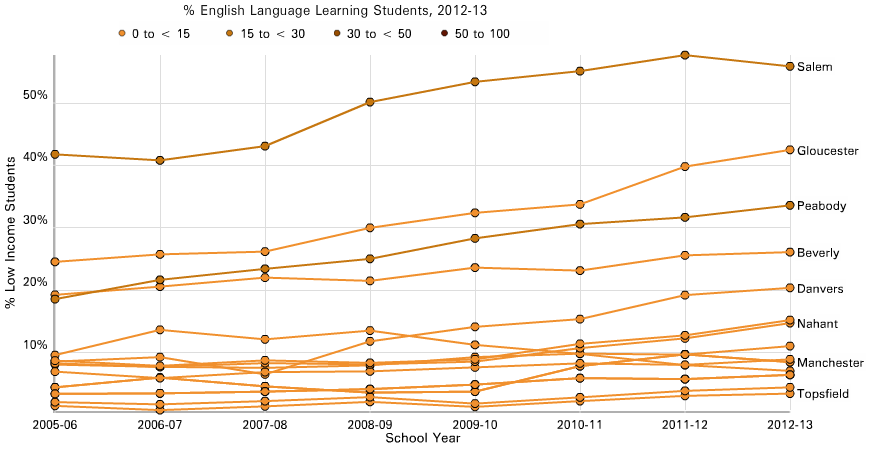 % English Language Learning Students, 2012-13
0 to < 15 15 to < 30 30 to < 50 50 to 100
Salem
50%
40%
Gloucester
30%
Peabody
Beverly
20%
Danvers
Nahant
10%
Manchester
Topsfield
% Low Income Students
2005-06 2006-07 2007-08 2008-09 2009-10 2010-11 2011-12 2012-13
School Year